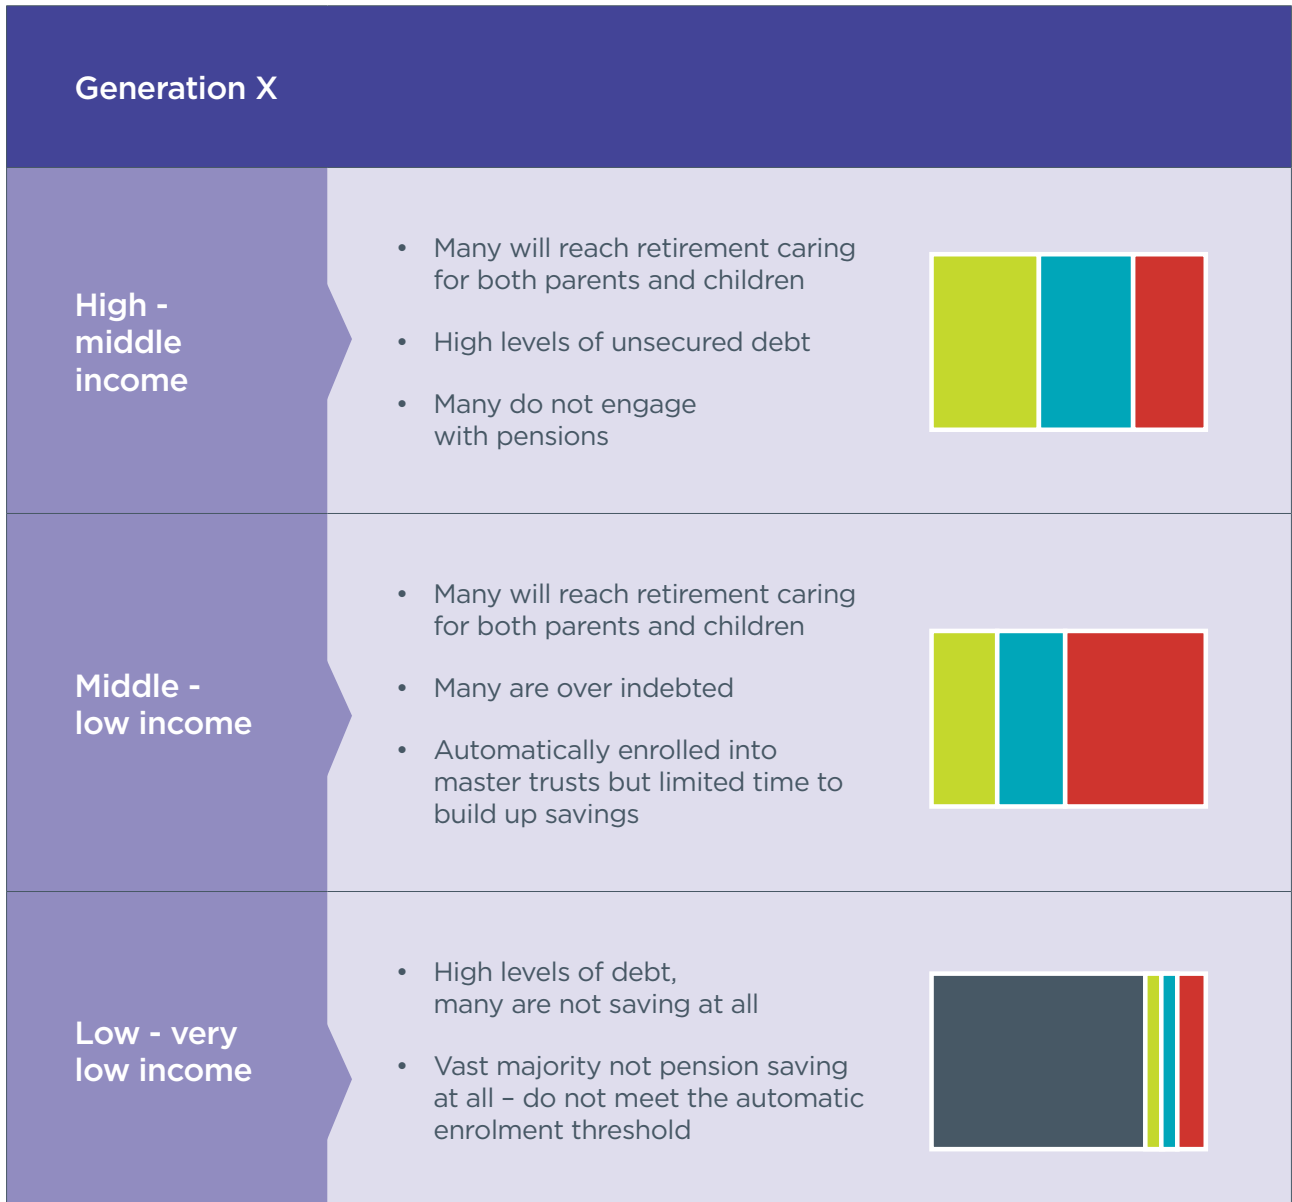 Generation X
High -
middle
income
• Many will reach retirement caring
for both parents and children
• High levels of unsecured debt
• Many do not engage
with pensions
Middle -
low income
• Many will reach retirement caring
for both parents and children
• Many are over indebted
• Automatically enrolled into
master trusts but limited time to
build up savings
Low - very
low income
• High levels of debt,
many are not saving at all
• Vast majority not pension saving
at all – do not meet the automatic
enrolment threshold